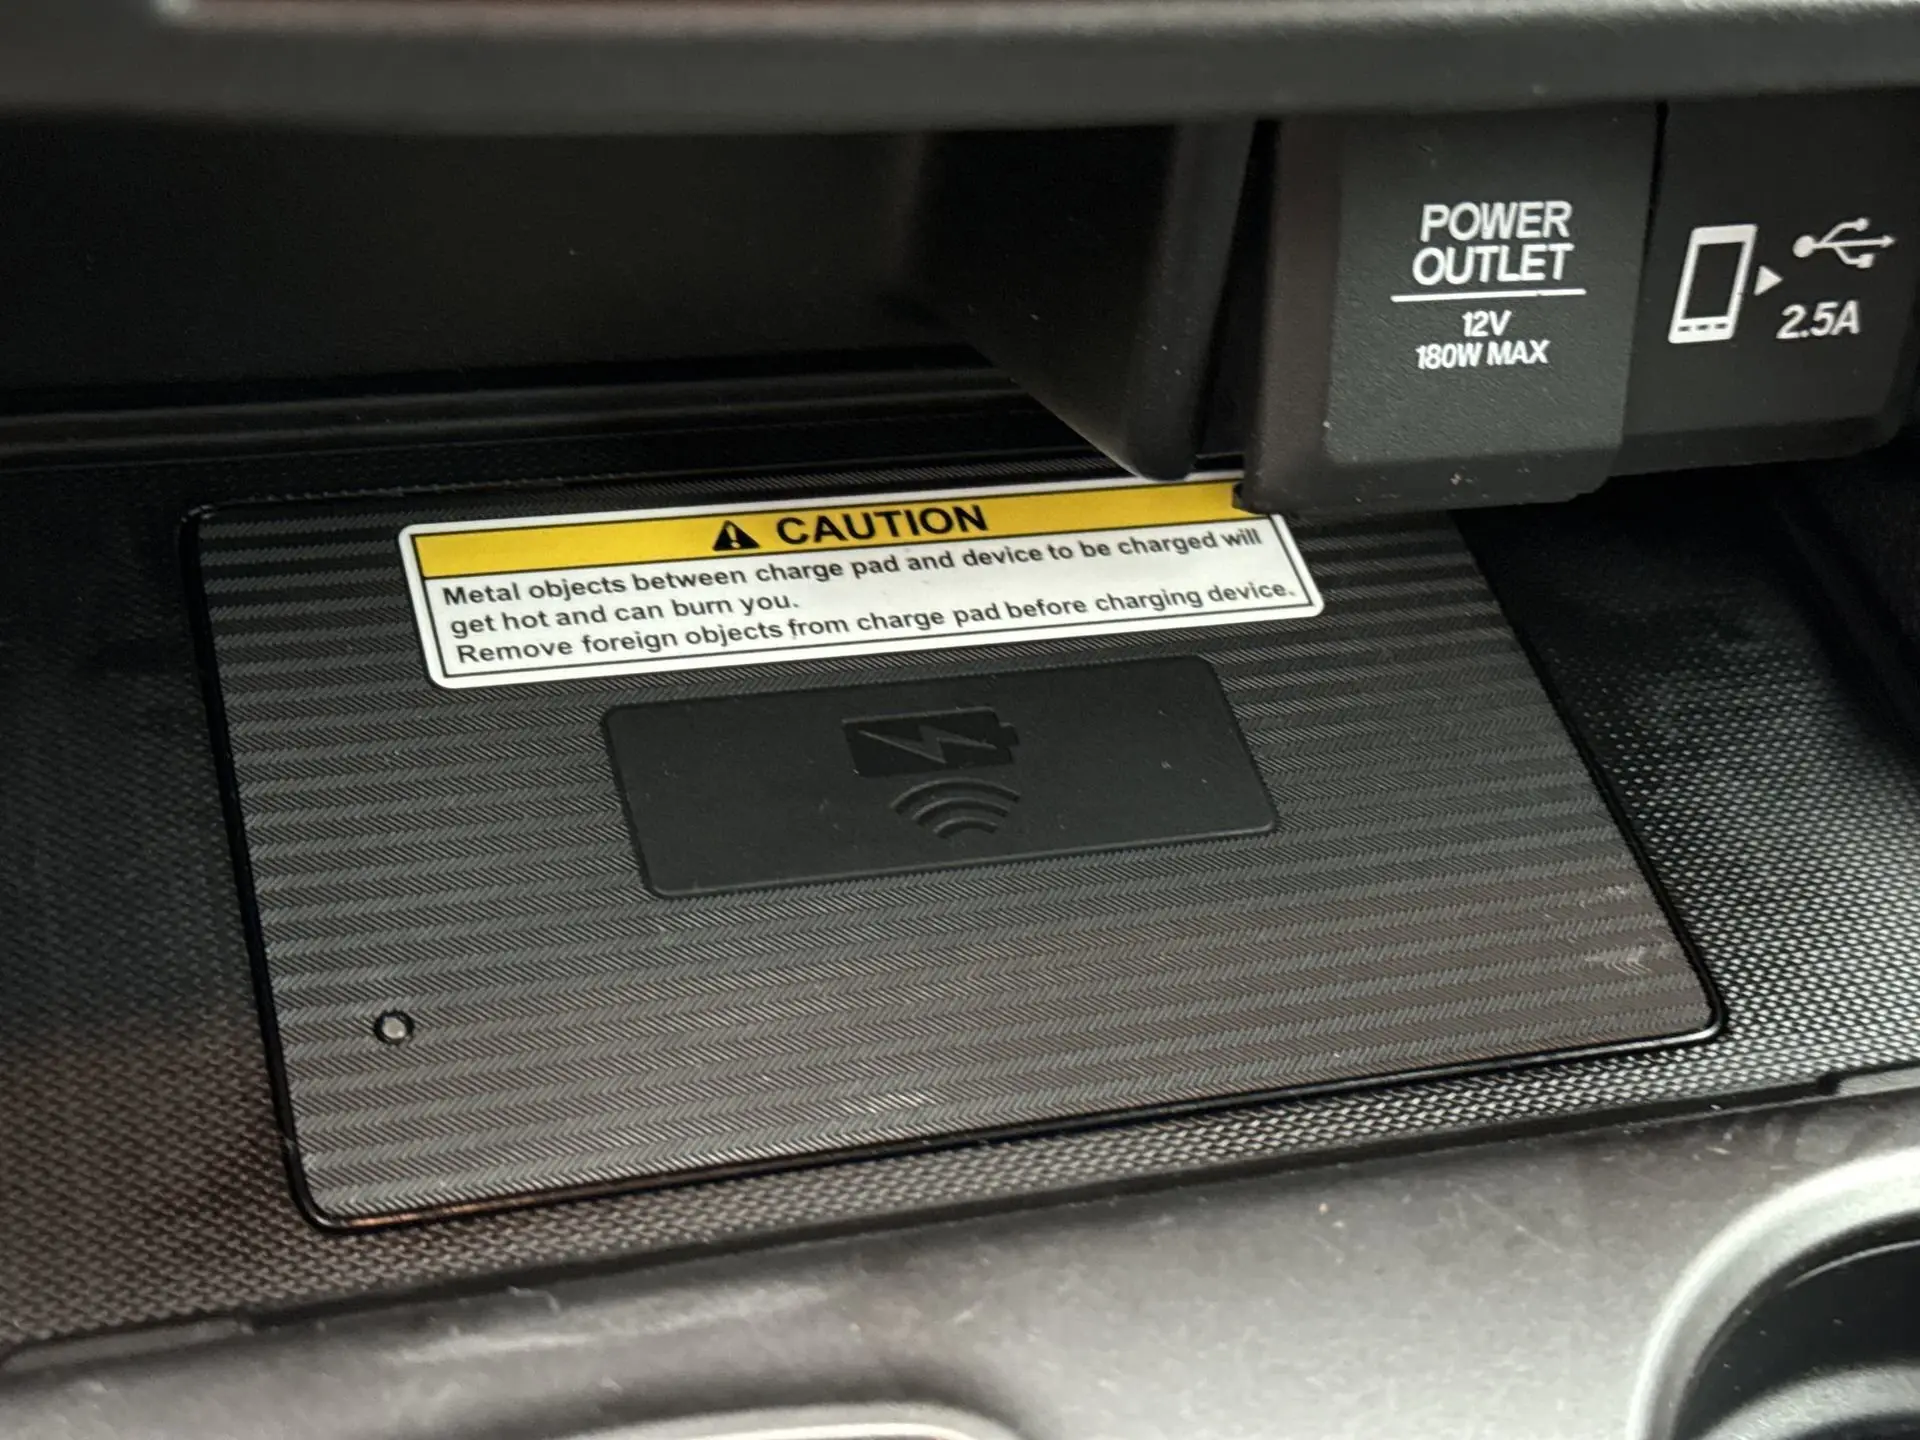 POWER
OUTLET
12V
180W MAX
2.5A
CAUTION
Metal objects between charge pad and device to be charged will
get hot and can burn you.
Remove foreign objects from charge pad before charging device.